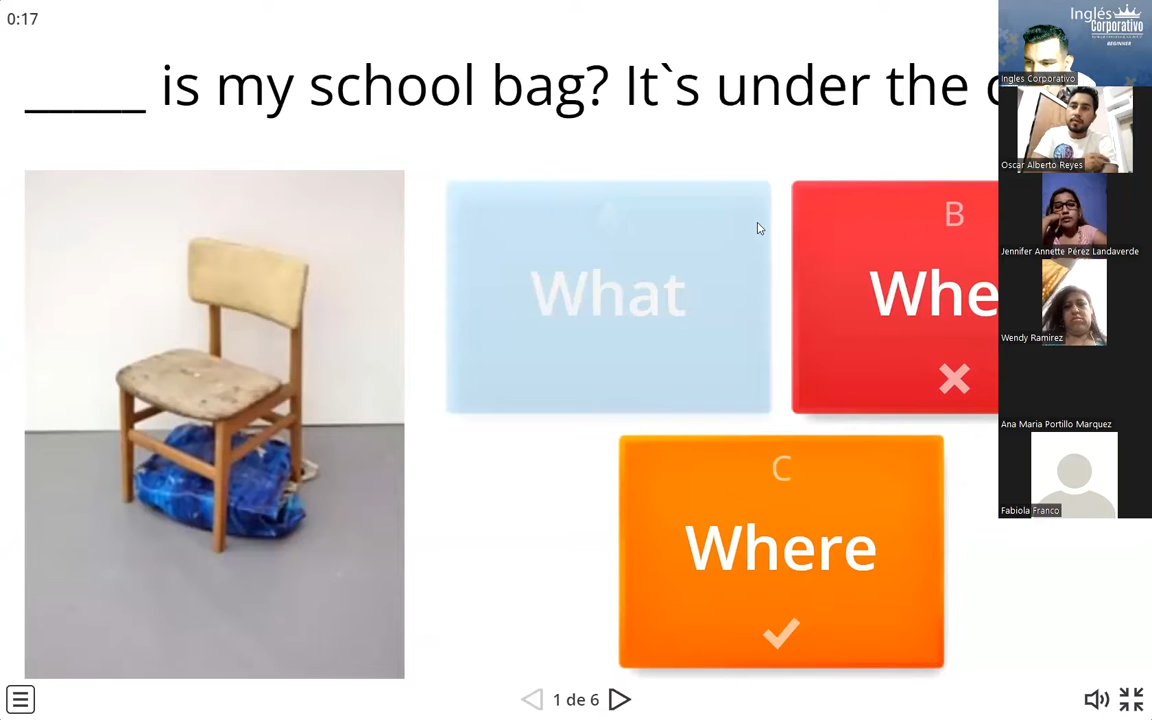 0:17
_____ is my school bag? It`s under the
What
B
Whe
C
Where
1 de 6
Inglés
Corporativo
BEGINNER
Ingles Corporativo
Oscar Alberto Reyes
Jennifer Annette Pérez Landaverde
Wendy Ramirez
Ana Maria Portillo Marquez
Fabiola Franco